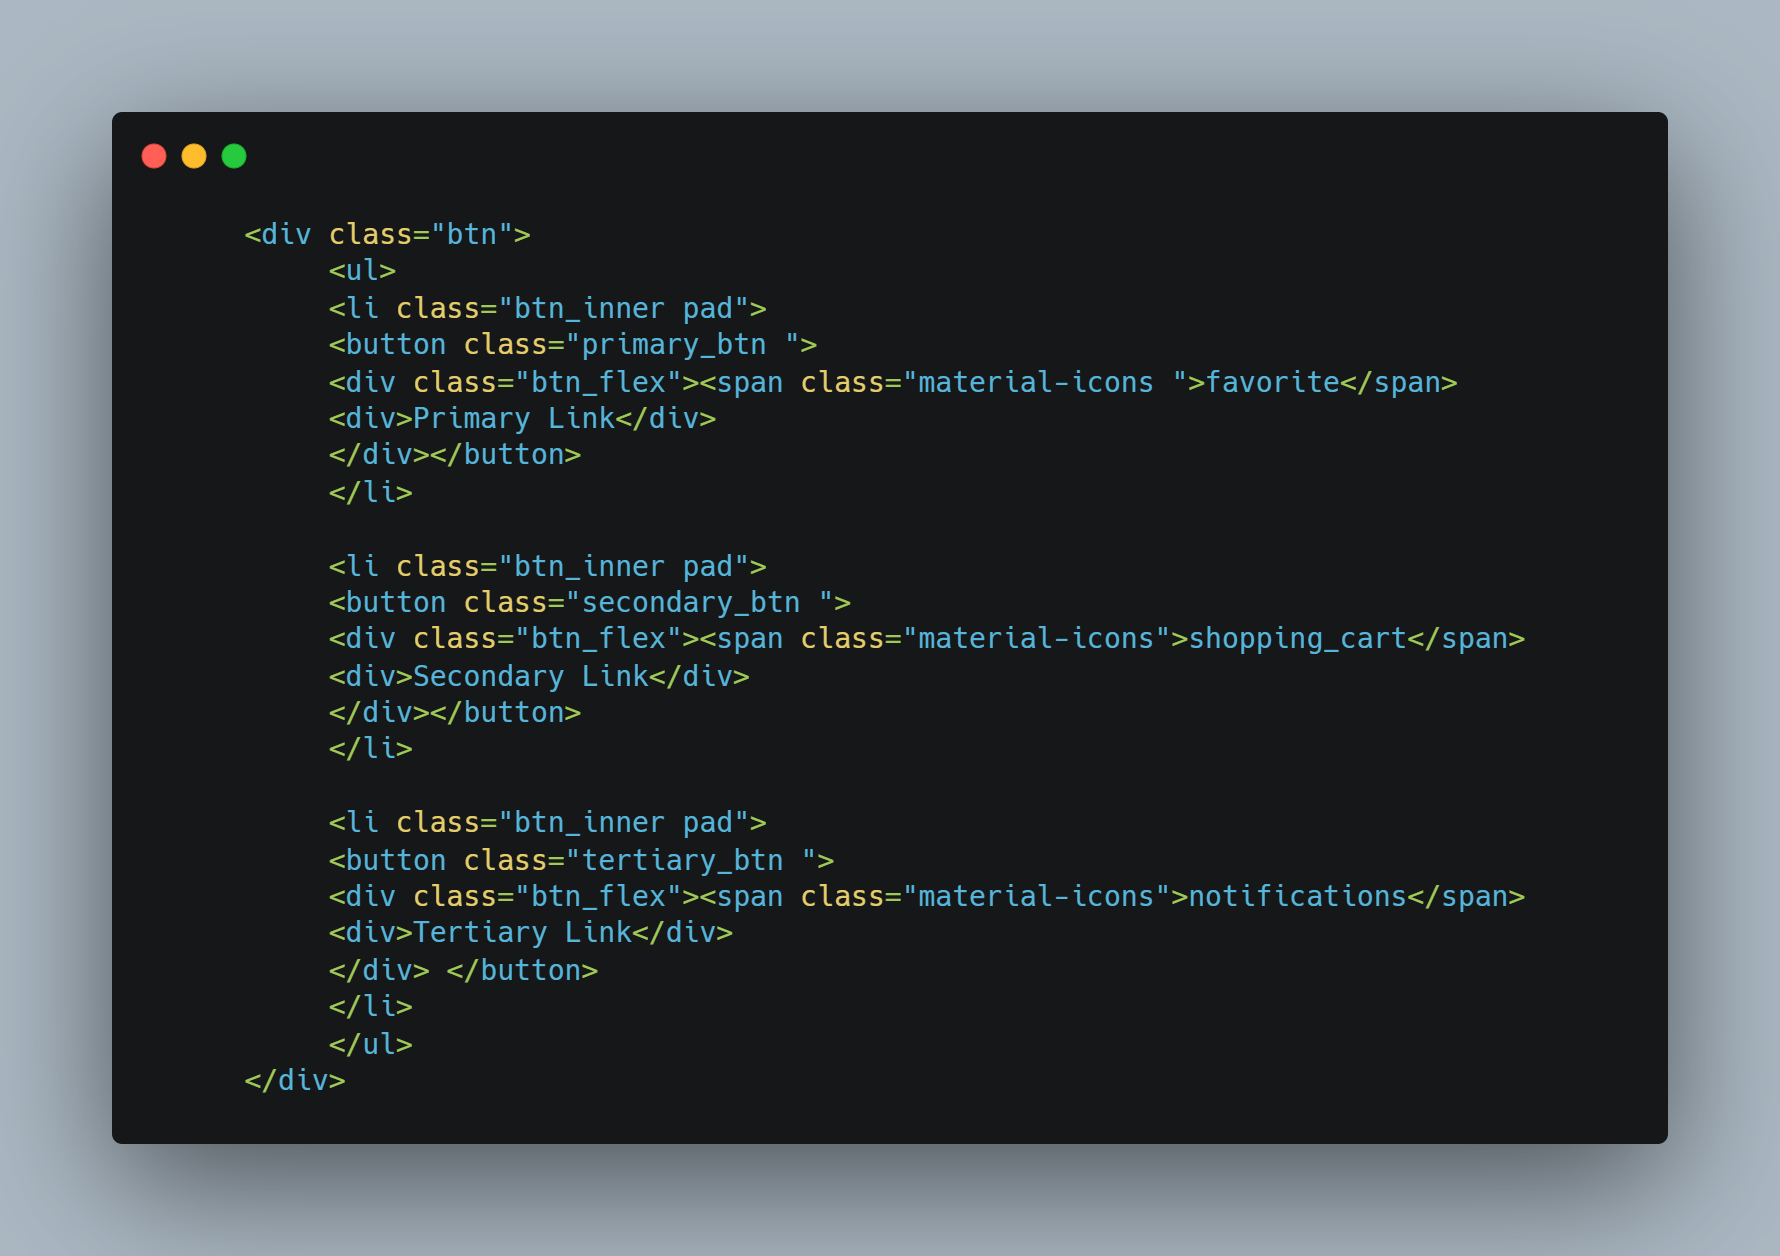 <div class="btn">
<ul>
<li class="btn_inner pad">
<button class="primary_btn ">
<div class="btn_flex"><span class="material-icons ">favorite</span>
<div>Primary Link</div>
</div></button>
</li>
<li class="btn_inner pad">
<button class="secondary_btn ">
<div class="btn_flex"><span class="material-icons">shopping_cart</span>
<div>Secondary Link</div>
</div></button>
</li>
<li class="btn_inner pad">
<button class="tertiary_btn ">
<div class="btn_flex"><span class="material-icons">notifications</span>
<div>Tertiary Link</div>
</div> </button>
</li>
</ul>
</div>